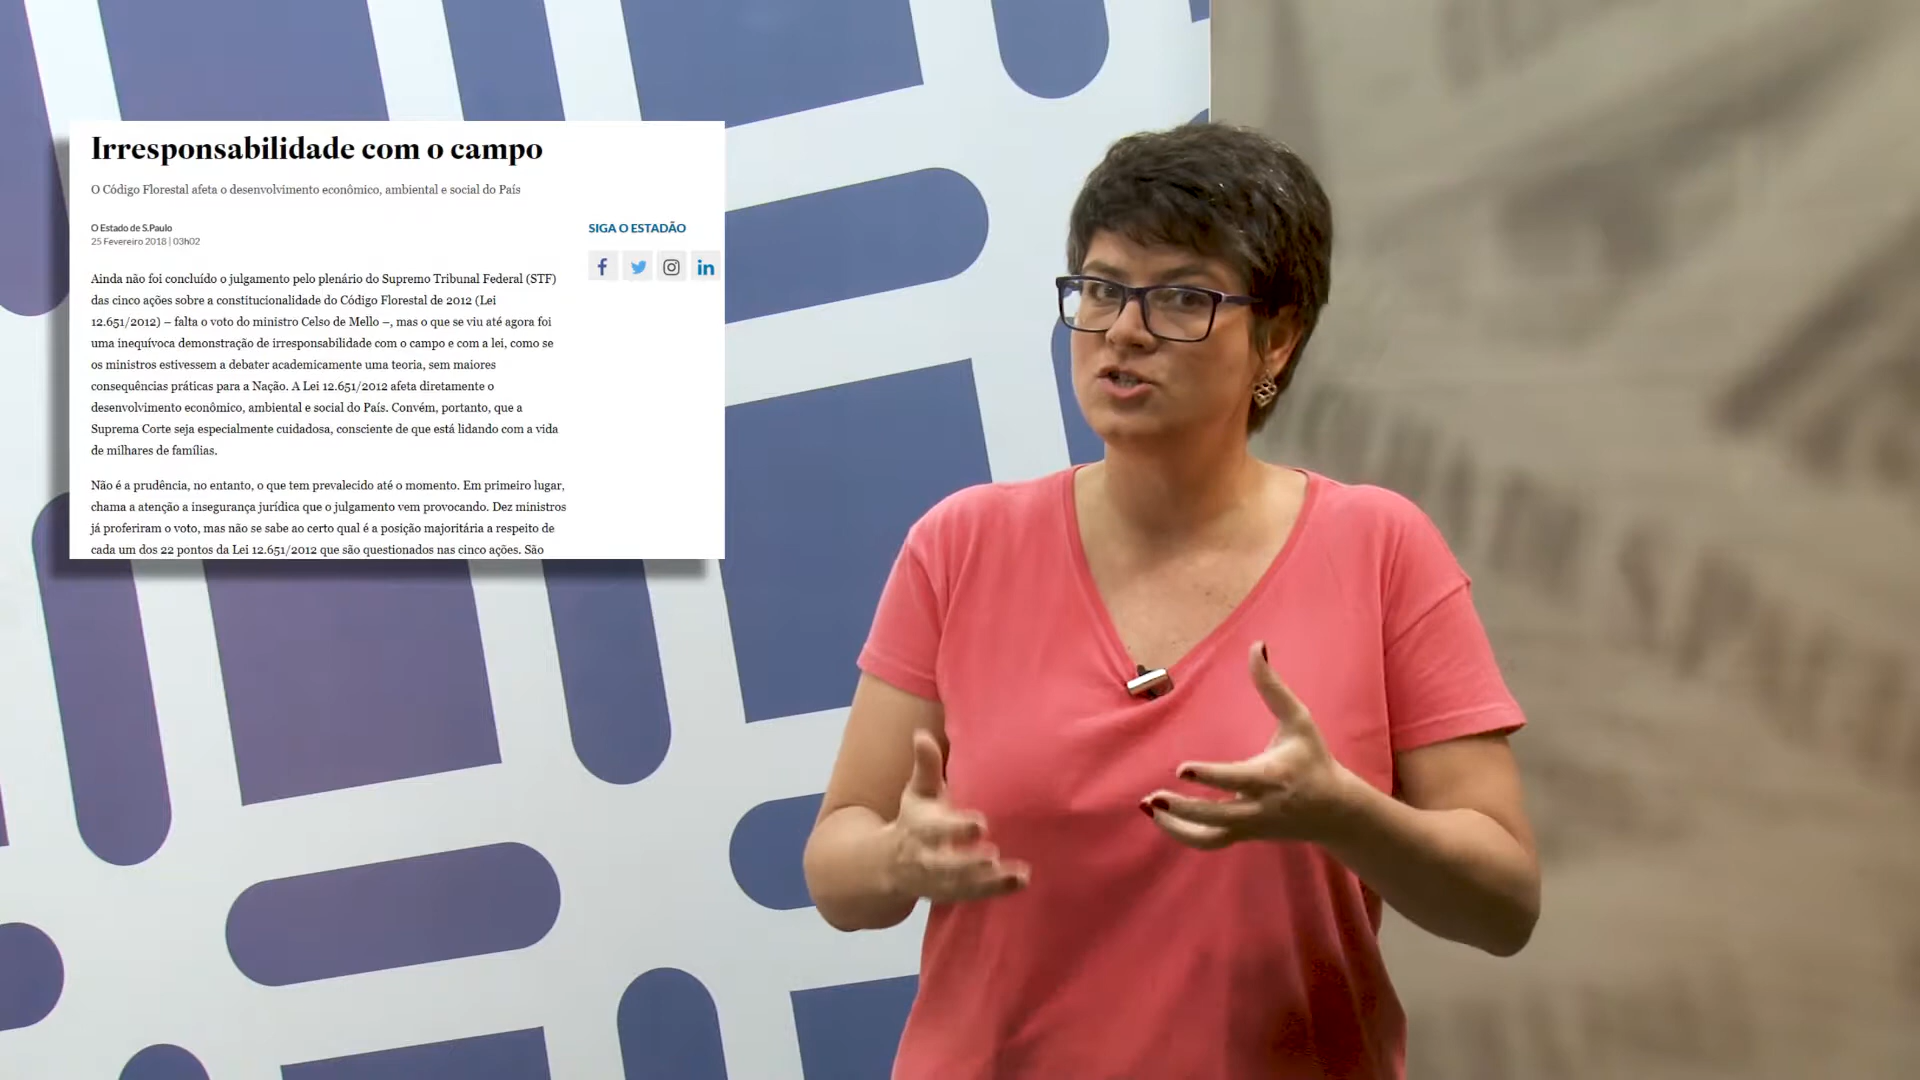 Irresponsabilidade com o campo
O Código Florestal afeta o desenvolvimento econômico, ambiental e social do País
O Estado de S.Paulo
25 Fevereiro 2018 | 03h02
SIGA O ESTADÃO
Ainda não foi concluído o julgamento pelo plenário do Supremo Tribunal Federal (STF)
das cinco ações sobre a constitucionalidade do Código Florestal de 2012 (Lei
12.651/2012) – falta o voto do ministro Celso de Mello –, mas o que se viu até agora foi
uma inequívoca demonstração de irresponsabilidade com o campo e com a lei, como se
os ministros estivessem a debater academicamente uma teoria, sem maiores
consequências práticas para a Nação. A Lei 12.651/2012 afeta diretamente o
desenvolvimento econômico, ambiental e social do País. Convém, portanto, que a
Suprema Corte seja especialmente cuidadosa, consciente de que está lidando com a vida
de milhares de famílias.
Não é a prudência, no entanto, o que tem prevalecido até o momento. Em primeiro lugar,
chama a atenção a insegurança jurídica que o julgamento vem provocando. Dez ministros
já proferiram o voto, mas não se sabe ao certo qual é a posição majoritária a respeito de
cada um dos 22 pontos da Lei 12.651/2012 que são questionados nas cinco ações. São